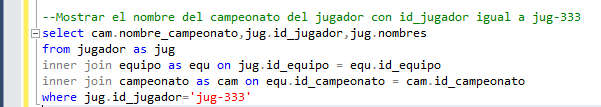 --Mostrar el nombre del campeonato del jugador con id_jugador igual a jug-333
select cam.nombre_campeonato,jug.id_jugador,jug.nombres
from jugador as jug
inner join equipo as equ on jug.id_equipo = equ.id_equipo
inner join campeonato as cam on equ.id_campeonato = cam.id_campeonato
where jug.id_jugador='jug-333'